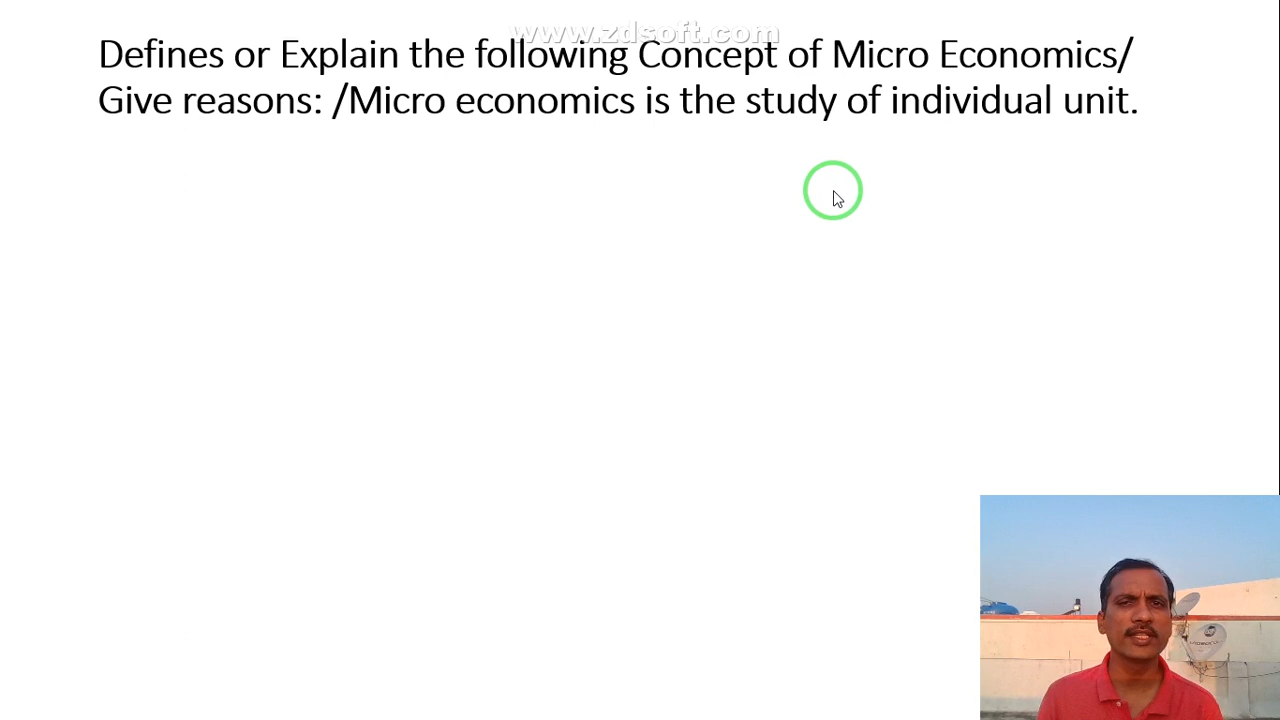 www.zdsoft.com
Defines or Explain the following Concept of Micro Economics/
Give reasons: /Micro economics is the study of individual unit.